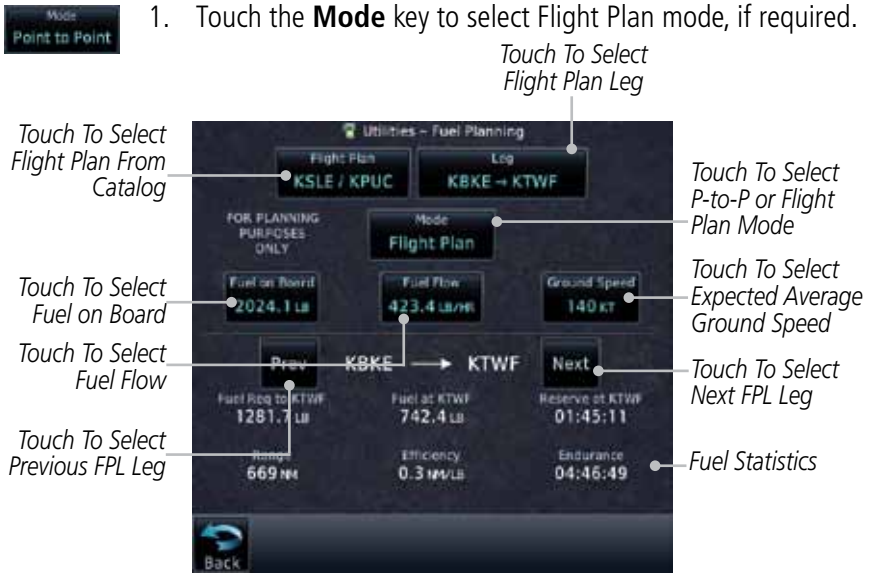 Mode
Point to Point
1. Touch the Mode key to select Flight Plan mode, if required.
Touch To Select
Flight Plan Leg
Touch To Select
Flight Plan From
Catalog
Utilities – Fuel Planning
Flight Plan
KSLE / KPUC
Leg
KBKE → KTWF
FOR PLANNING
PURPOSES
ONLY
Mode
Flight Plan
Touch To Select
P-to-P or Flight
Plan Mode
Touch To Select
Fuel on Board
Fuel on Board
2024.1 LB
Fuel Flow
423.4 LB/HR
Ground Speed
140 KT
Touch To Select
Expected Average
Ground Speed
Touch To Select
Fuel Flow
Prev
KBKE → KTWF
Next
Touch To Select
Next FPL Leg
Fuel Req to KTWF
1281.7 LB
Fuel at KTWF
742.4 LB
Reserve at KTWF
01:45:11
Touch To Select
Previous FPL Leg
Range
669 NM
Efficiency
0.3 NM/LB
Endurance
04:46:49
Fuel Statistics
Back